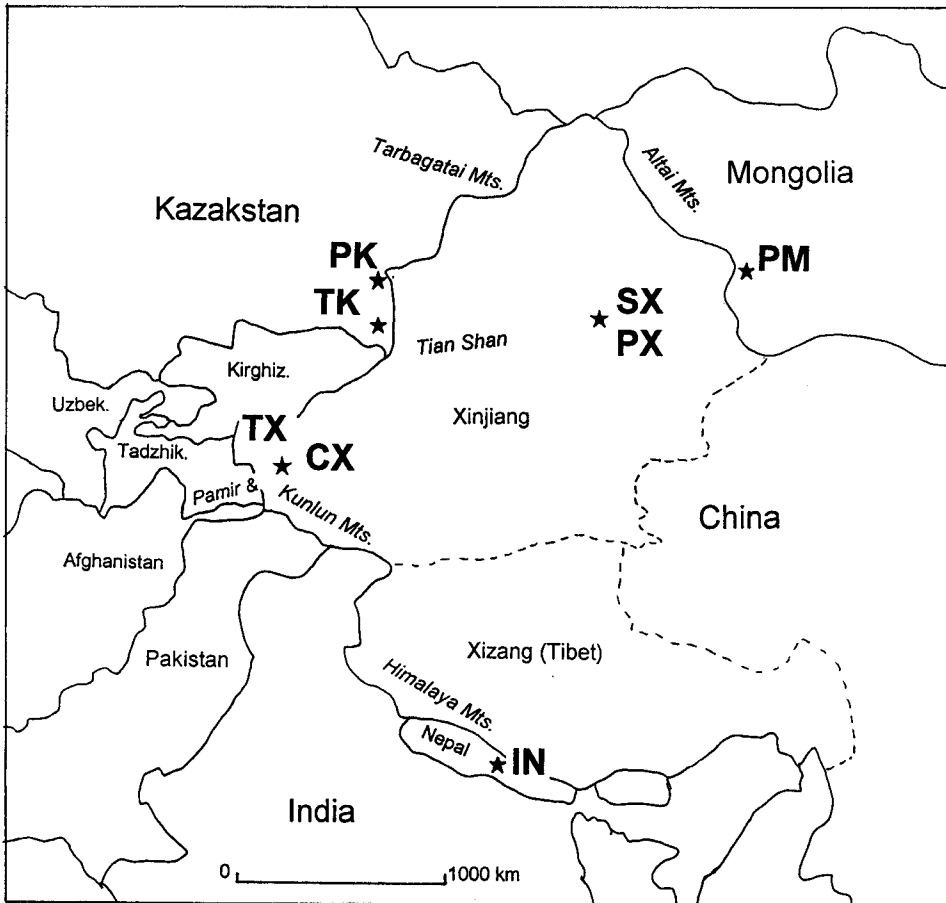 Tarbagatai Mts.
Altai Mts.
Mongolia
Kazakstan
PK
PM
TK
SX
PX
Tian Shan
Kirghiz.
Uzbek.
TX
Xinjiang
Tadzhik.
CX
Pamir &
Kunlun Mts.
China
Afghanistan
Pakistan
Xizang (Tibet)
Himalaya Mts.
Nepal
IN
India
0
1000 km